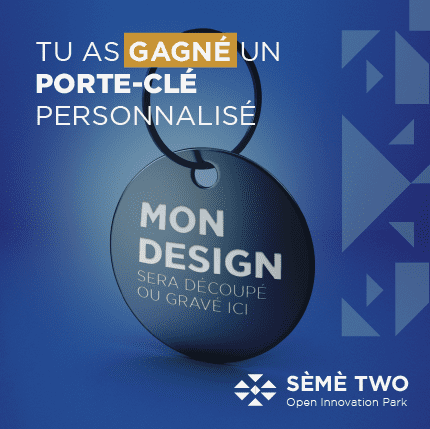 TU AS GAGNÉ UN
PORTE-CLÉ
PERSONNALISÉ
MON
DESIGN
SERA DÉCOUPÉ
OU GRAVÉ ICI
SÈMÈ TWO
Open Innovation Park